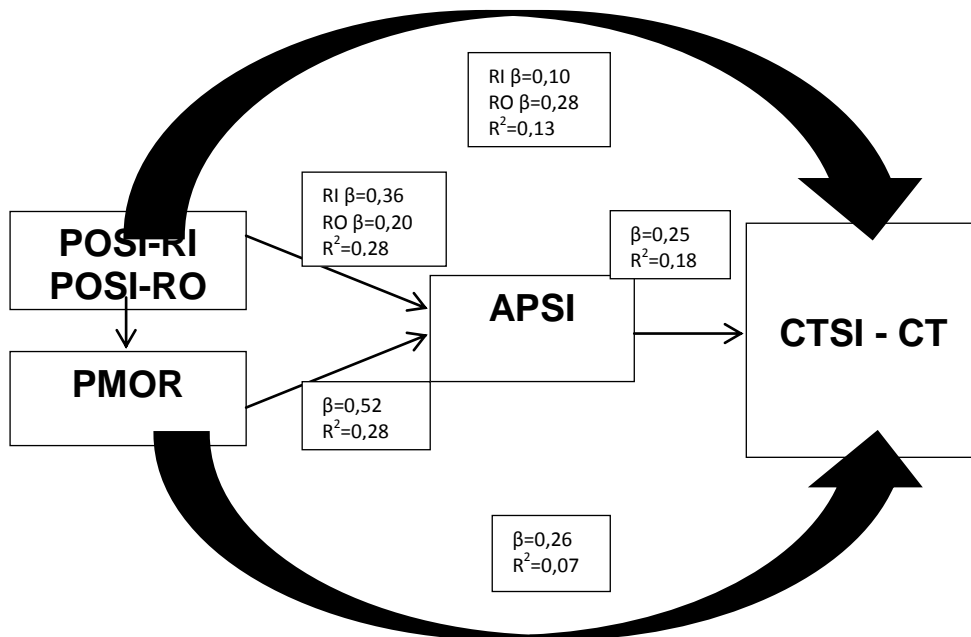 RI β=0,10
RO β=0,28
R²=0,13
RI β=0,36
RO β=0,20
R²=0,28
POSI-RI
POSI-RO
β=0,25
R²=0,18
APSI
CTSI - CT
PMOR
β=0,52
R²=0,28
β=0,26
R²=0,07